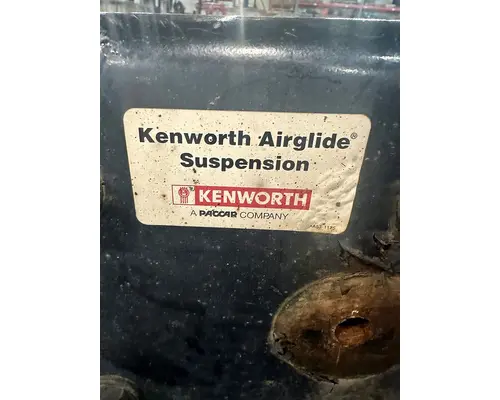 Kenworth Airglide®
Suspension
KENWORTH
A PACCAR COMPANY